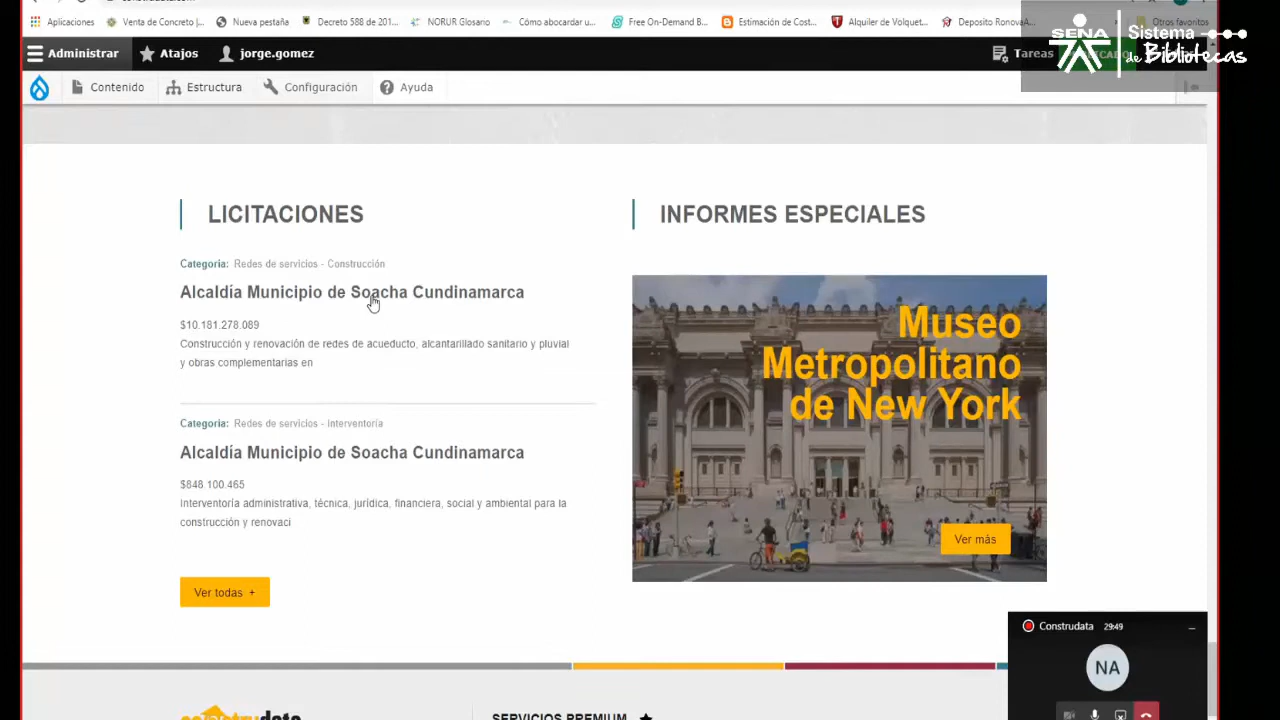 Aplicaciones
Venta de Concreto |...
Nueva pestaña
Decreto 588 de 201...
NORUR Glosario
Cómo abocardar u...
Free On-Demand B...
Estimación de Cost...
Alquiler de Volquet...
Deposito RonovaA...
Otros favoritos
SENA
Sistema
de Bibliotecas
Administrar
Atajos
jorge.gomez
Tareas
Contenido
Estructura
Configuración
Ayuda
LICITACIONES
Categoria: Redes de servicios - Construcción
Alcaldía Municipio de Soacha Cundinamarca
$10.181.278.089
Construcción y renovación de redes de acueducto, alcantarillado sanitario y pluvial
y obras complementarias en
Categoria: Redes de servicios - Interventoría
Alcaldía Municipio de Soacha Cundinamarca
$848.100.465
Interventoría administrativa, técnica, jurídica, financiera, social y ambiental para la
construcción y renovaci
Ver todas +
INFORMES ESPECIALES
Museo
Metropolitano
de New York
Ver más
Construdata 29:49
NA
SERVICIOS PREMIUM